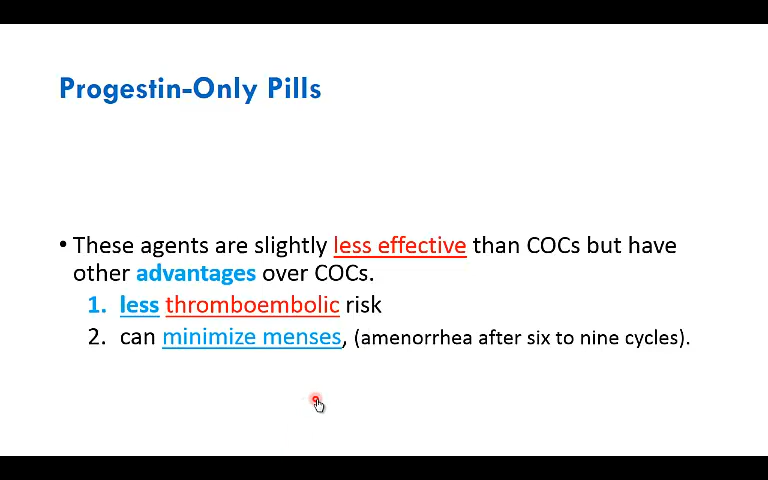 Progestin-Only Pills
• These agents are slightly less effective than COCs but have
other advantages over COCs.
1. less thromboembolic risk
2. can minimize menses, (amenorrhea after six to nine cycles).